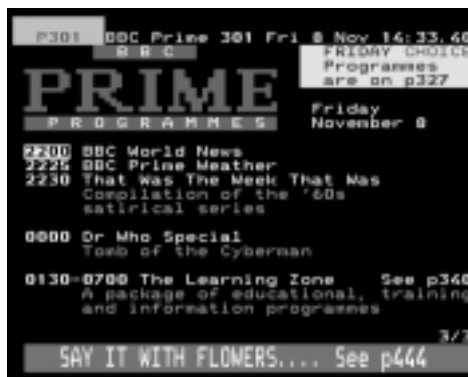 P301 BBC Prime 301 Fri 8 Nov 14:33.40
BBC
FRIDAY CHOICE
Programmes
are on p327
PRIME
PROGRAMMES
Friday
November 8
2200 BBC World News
2225 BBC Prime Weather
2230 That Was The Week That Was
Compilation of the '60s
satirical series
0000 Dr Who Special
Tomb of the Cyberman
0130-0700 The Learning Zone See p360
A package of educational, training
and information programmes
3/3
SAY IT WITH FLOWERS.... See p444